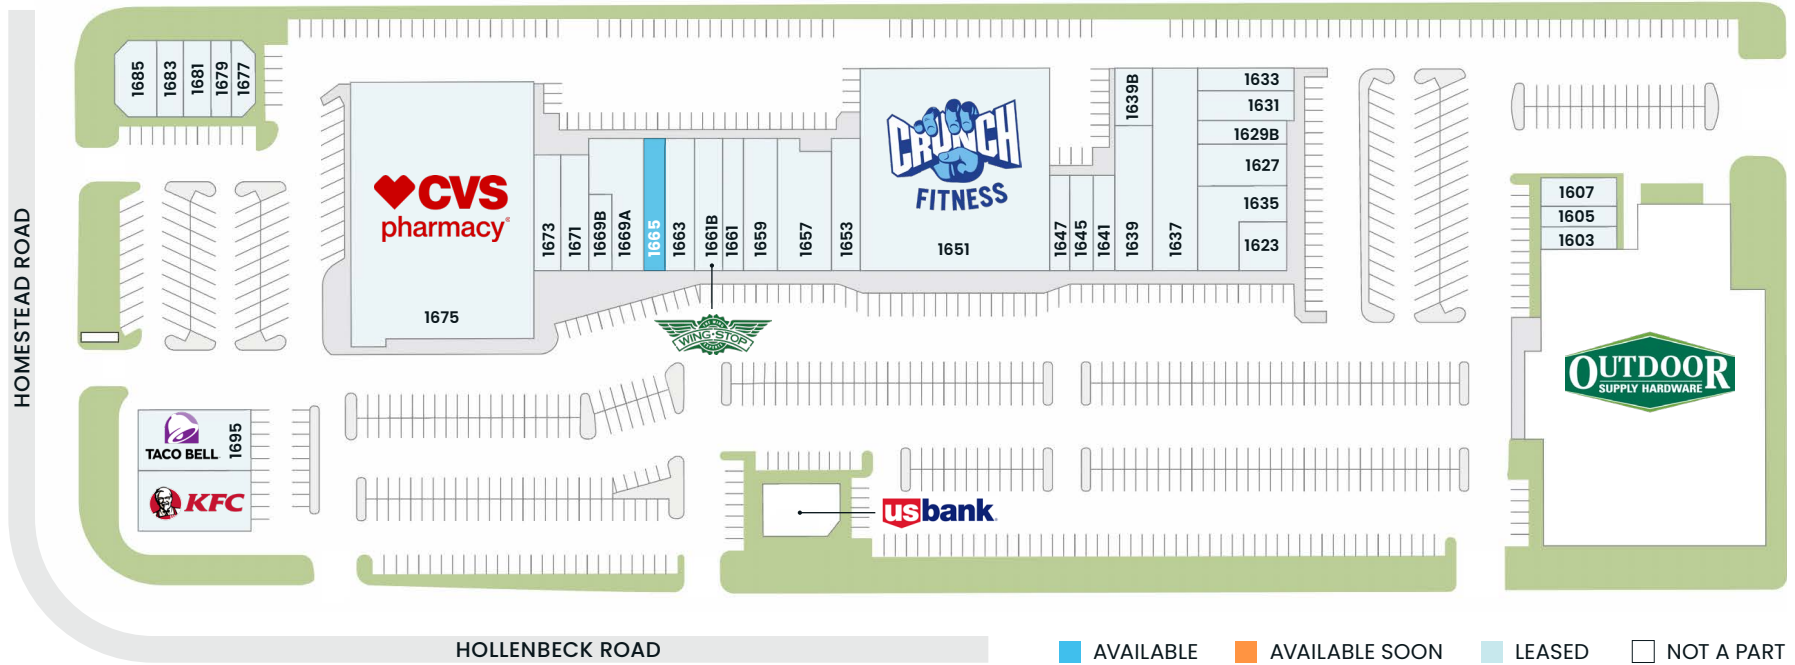 1685
1683
1681
1679
1677
HOMESTEAD ROAD
CVS
pharmacy®
1675
1673
1671
1669B
1669A
1665
1663
1661B
1661
1659
1657
1653
WING·STOP
CRUNCH
FITNESS
1651
1647
1645
1641
1639B
1639
1637
1633
1631
1629B
1627
1635
1623
1607
1605
1603
OUTDOOR
SUPPLY HARDWARE
TACO BELL
1695
KFC
usbank
HOLLENBECK ROAD
AVAILABLE
AVAILABLE SOON
LEASED
NOT A PART